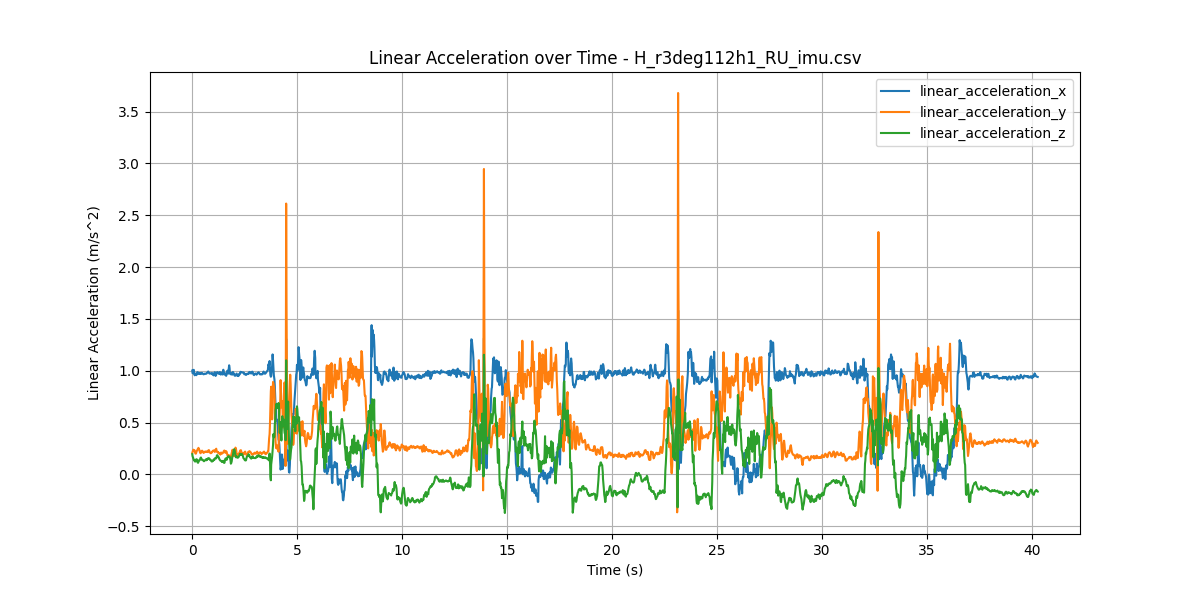 Linear Acceleration over Time - H_r3deg112h1_RU_imu.csv
linear_acceleration_x
linear_acceleration_y
linear_acceleration_z
Linear Acceleration (m/s^2)
3.5
3.0
2.5
2.0
1.5
1.0
0.5
0.0
−0.5
0 5 10 15 20 25 30 35 40
Time (s)